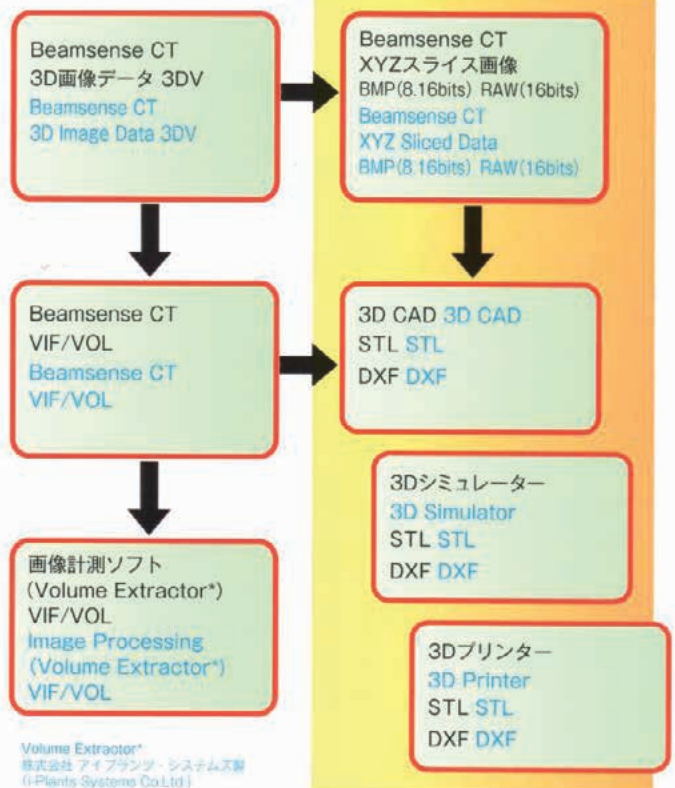 Beamsense CT
3D画像データ 3DV
Beamsense CT
3D Image Data 3DV
Beamsense CT
XYZスライス画像
BMP(8.16bits) RAW(16bits)
Beamsense CT
XYZ Sliced Data
BMP(8.16bits) RAW(16bits)
Beamsense CT
VIF/VOL
Beamsense CT
VIF/VOL
3D CAD 3D CAD
STL STL
DXF DXF
3Dシミュレーター
3D Simulator
STL STL
DXF DXF
画像計測ソフト
(Volume Extractor*)
VIF/VOL
Image Processing
(Volume Extractor*)
VIF/VOL
3Dプリンター
3D Printer
STL STL
DXF DXF
Volume Extractor*
株式会社 アイプランツ・システムズ製
(i-Plants Systems Co.Ltd.)